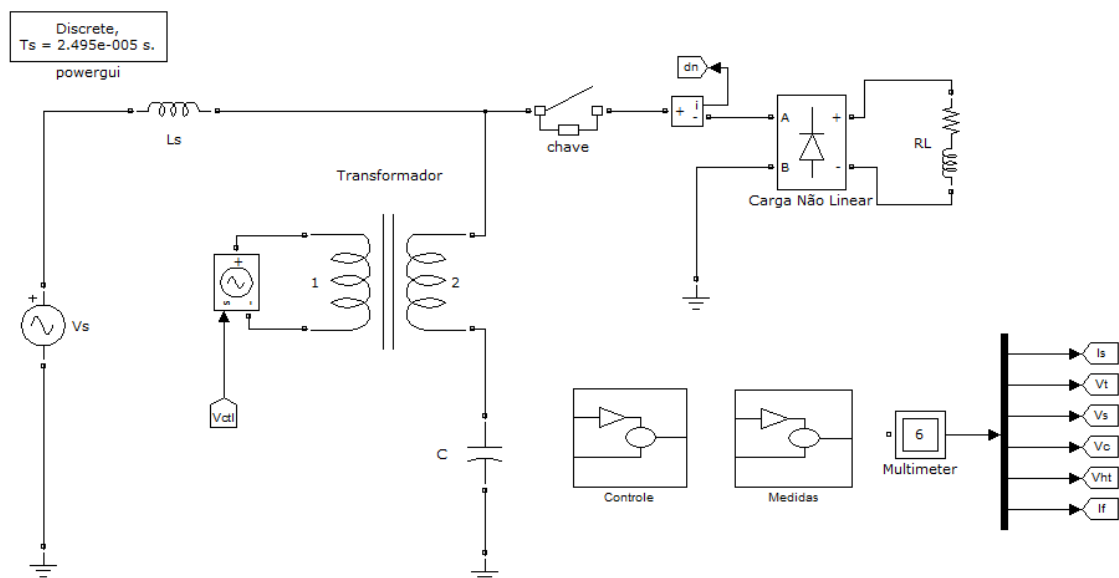 Discrete,
Ts = 2.495e-005 s.
powergui
Ls
chave
dn
+ i
-
A +
B -
RL
Carga Não Linear
Transformador
1
2
+
s -
+
Vs
Vctl
C
Controle
Medidas
6
Multimeter
Is
Vt
Vs
Vc
Vht
If